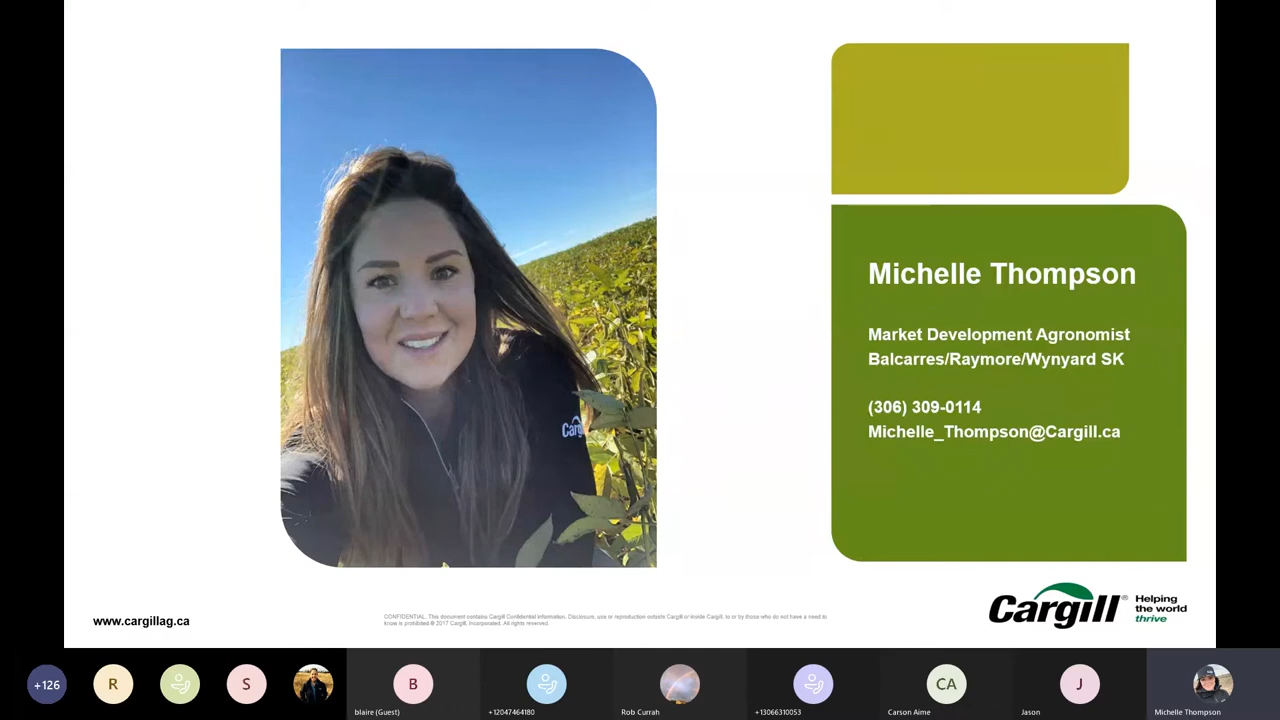 Michelle Thompson
Market Development Agronomist
Balcarres/Raymore/Wynyard SK
(306) 309-0114
Michelle_Thompson@Cargill.ca
Carg
www.cargillag.ca
CONFIDENTIAL. This document contains Cargill Confidential Information. Disclosure, use or reproduction outside Cargill or inside Cargill, to or by those who do not have a need to
know is prohibited © 2017 Cargill, Incorporated. All rights reserved.
Cargill®
Helping
the world
thrive
+126
R
S
B
CA
J
blaire (Guest)
+12047464180
Rob Currah
+13066310053
Carson Aime
Jason
Michelle Thompson